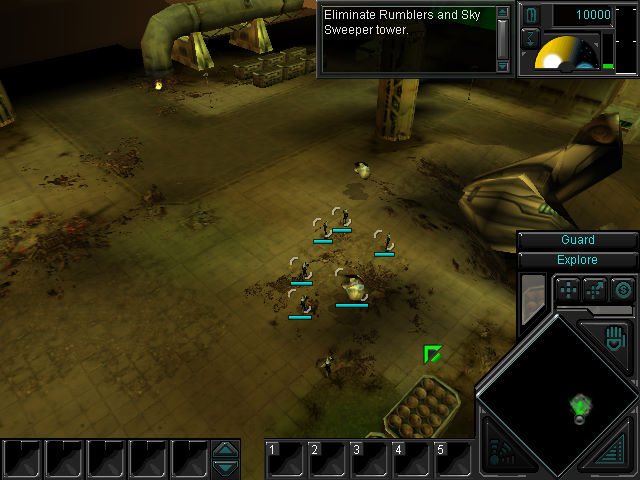 Eliminate Rumblers and Sky
Sweeper tower.
10000
Guard
Explore
1 2 3 4 5